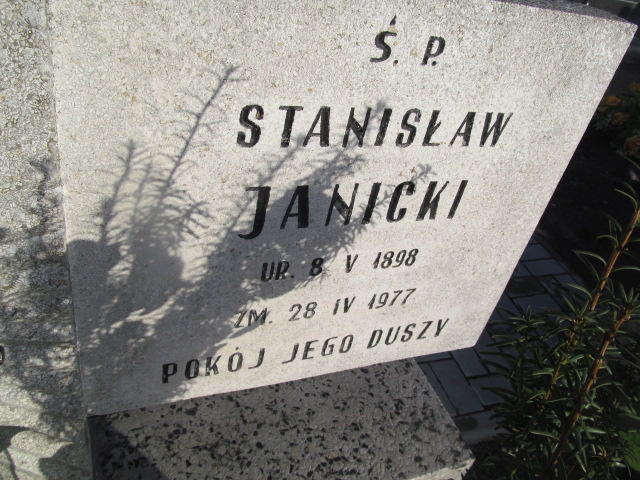 Ś. P.
STANISŁAW
JANICKI
UR. 8 V 1898
ZM. 28 IV 1977
POKÓJ JEGO DUSZY